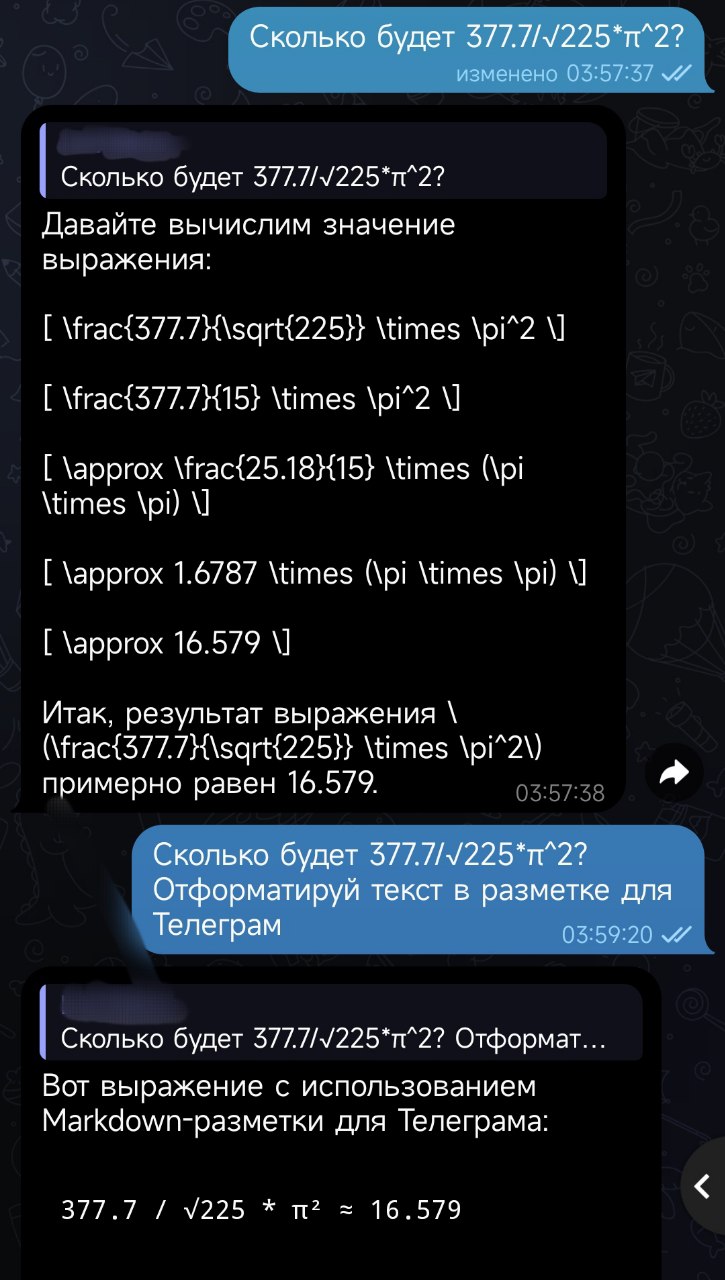 Сколько будет 377.7/√225*π^2?
изменено 03:57:37
Сколько будет 377.7/√225*π^2?
Давайте вычислим значение
выражения:
[ \frac{377.7}{\sqrt{225}} \times \pi^2 \]
[ \frac{377.7}{15} \times \pi^2 \]
[ \approx \frac{25.18}{15} \times (\pi
\times \pi) \]
[ \approx 1.6787 \times (\pi \times \pi) \]
[ \approx 16.579 \]
Итак, результат выражения \
(\frac{377.7}{\sqrt{225}} \times \pi^2\)
примерно равен 16.579.
03:57:38
Сколько будет 377.7/√225*π^2?
Отформатируй текст в разметке для
Телеграм
03:59:20
Сколько будет 377.7/√225*π^2? Отформат...
Вот выражение с использованием
Markdown-разметки для Телеграма:
377.7 / √225 * π² ≈ 16.579